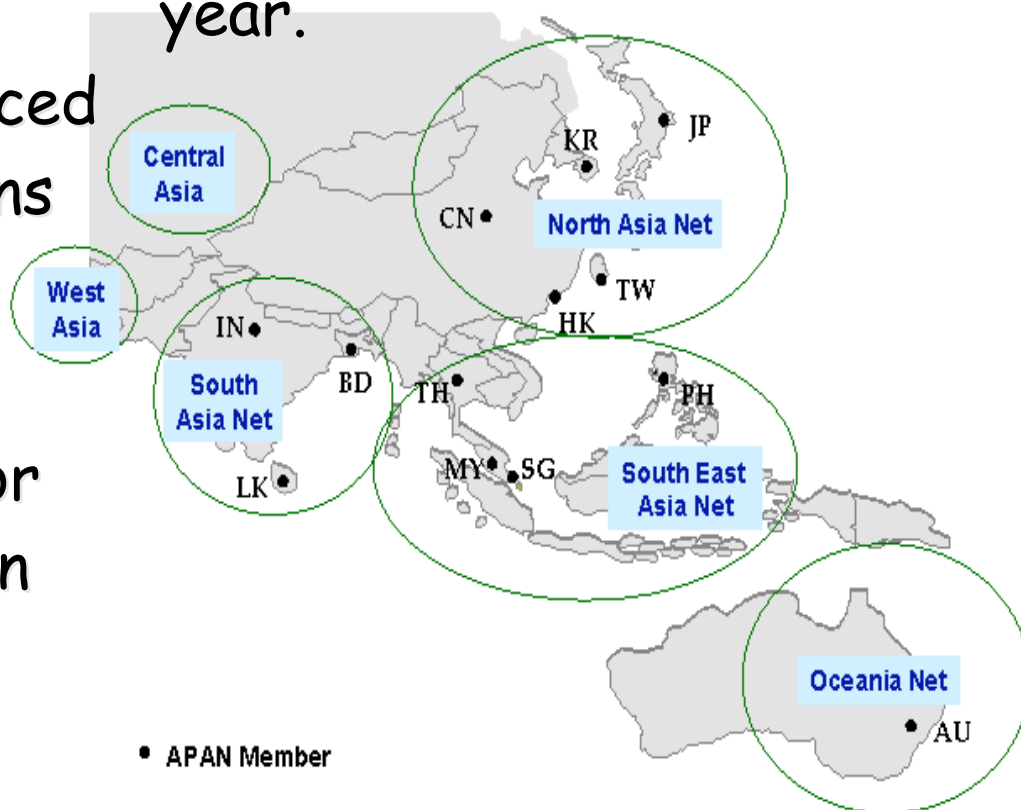 year.
ced
ns
or
n
Central
Asia
West
Asia
KR
JP
CN
North Asia Net
TW
HK
IN
BD
South
Asia Net
LK
TH
PH
MY
SG
South East
Asia Net
Oceania Net
AU
APAN Member